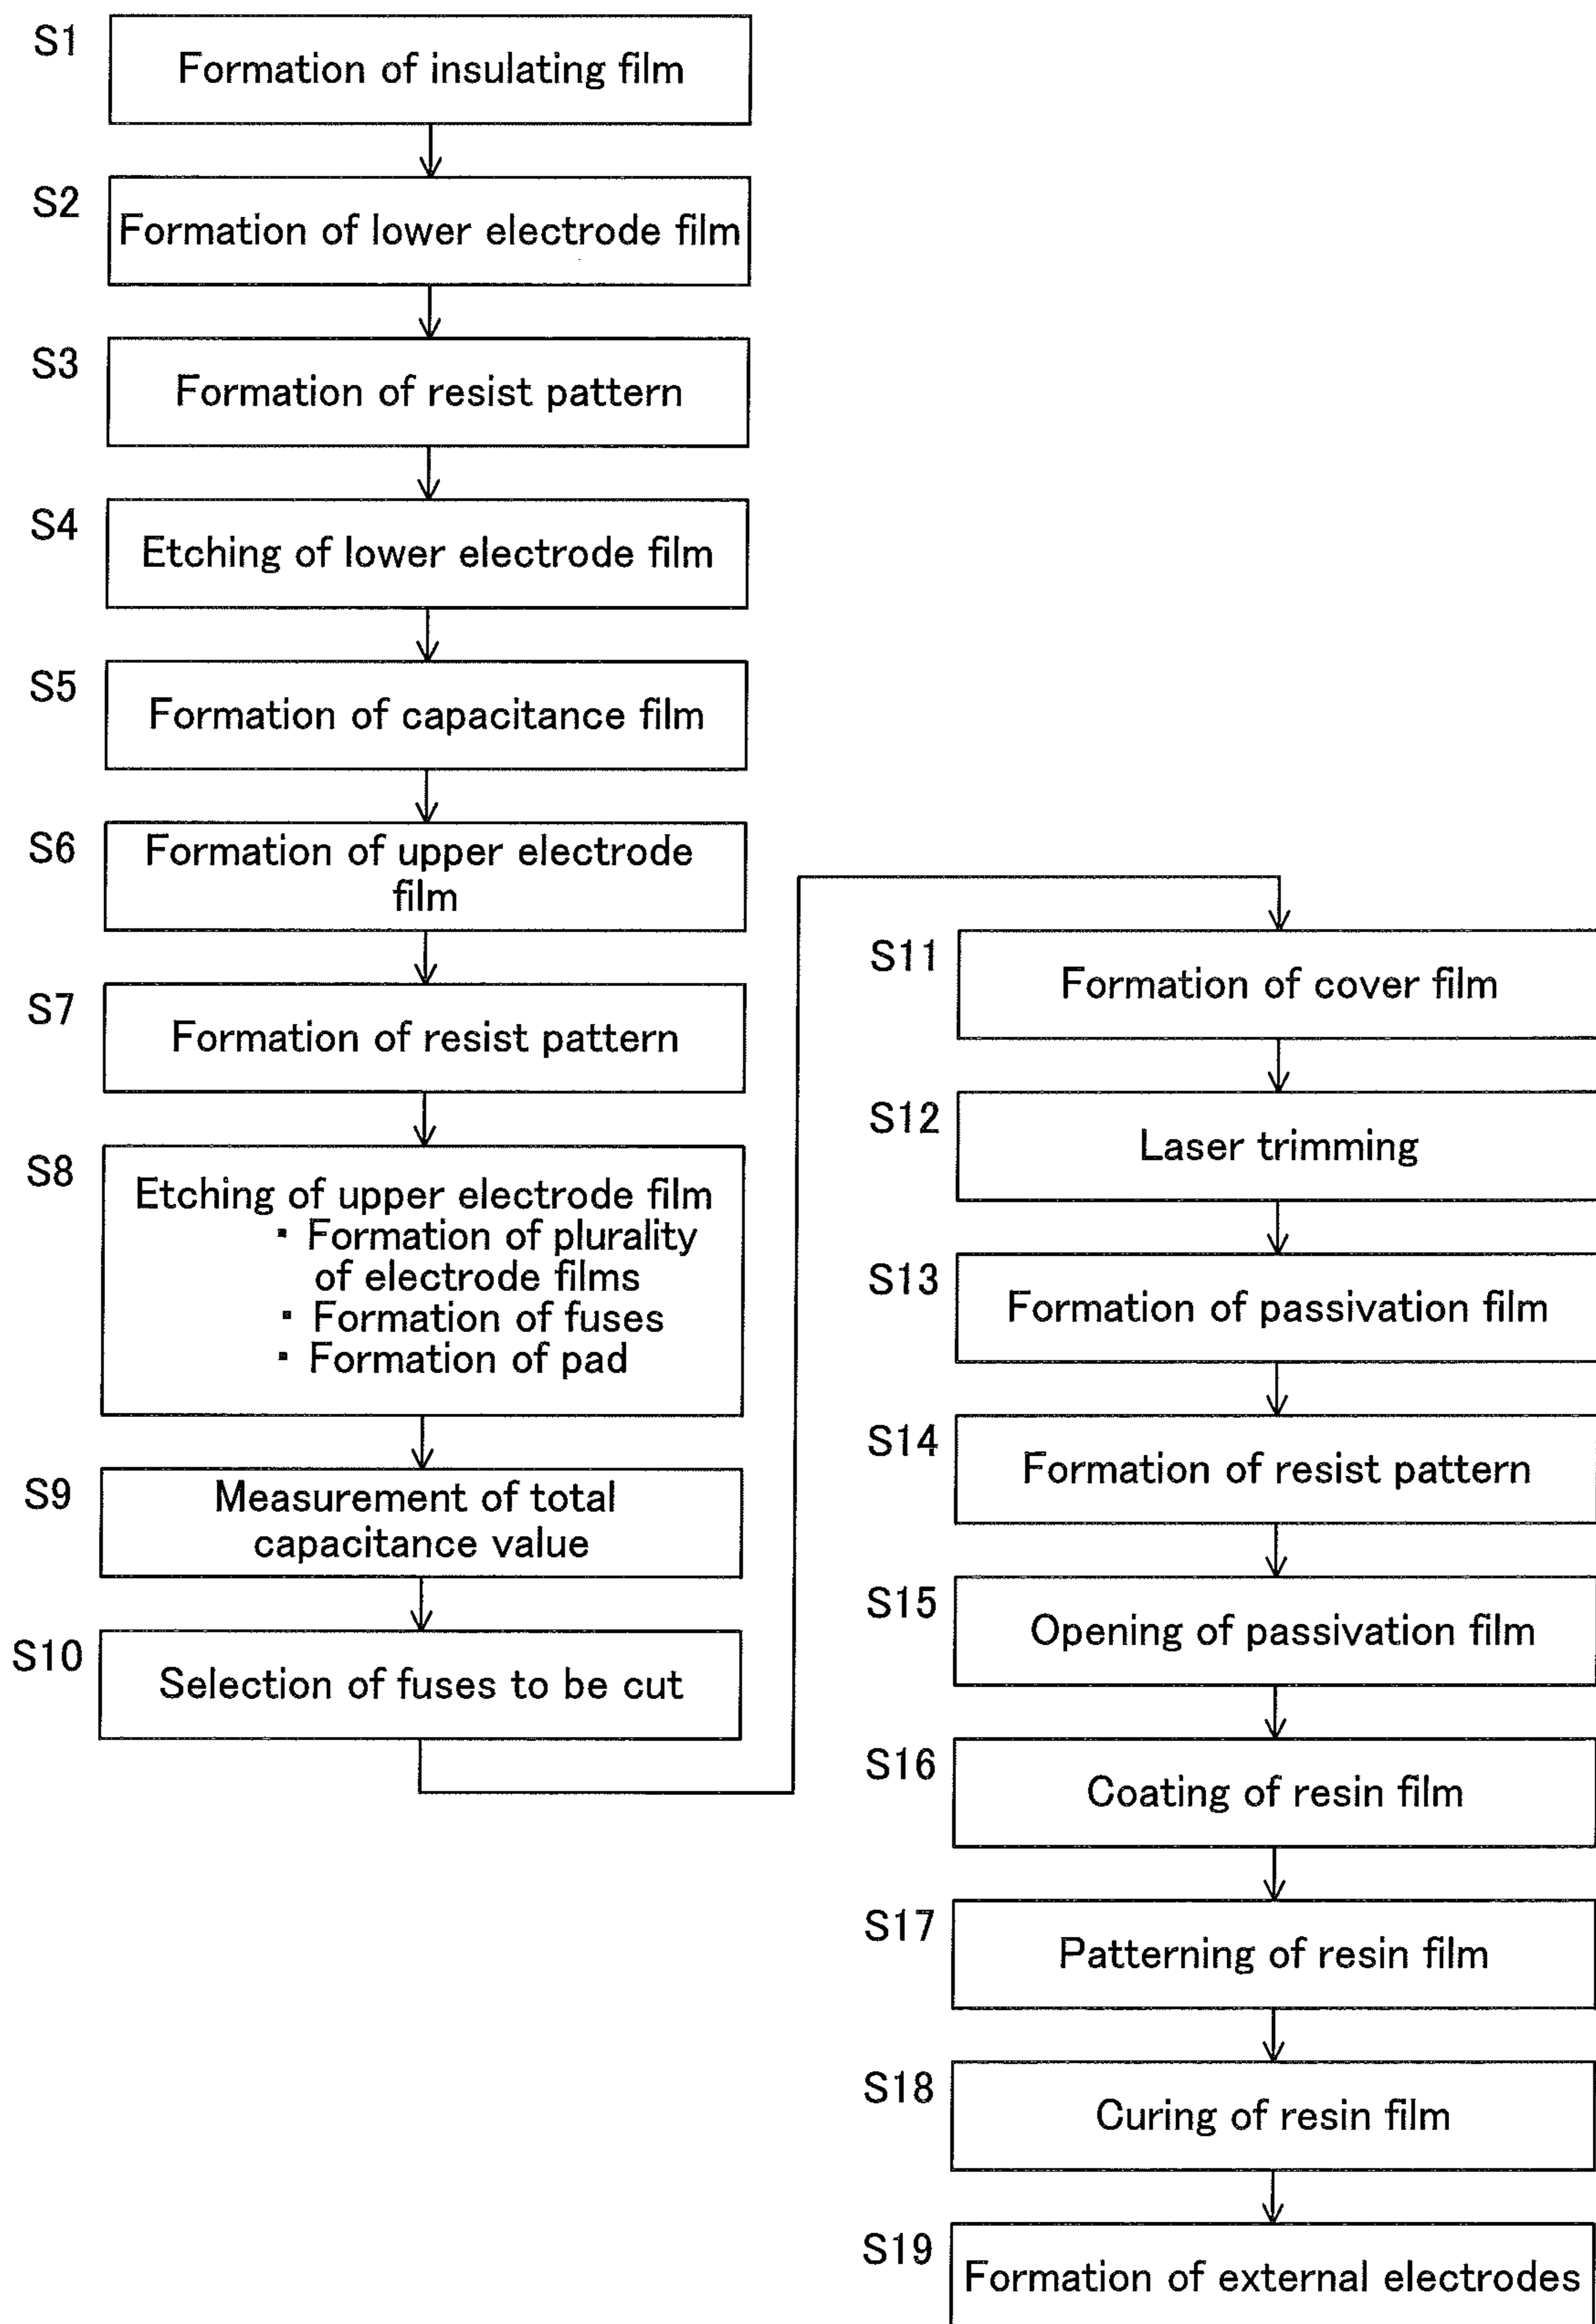 S1
Formation of insulating film
S2
Formation of lower electrode film
S3
Formation of resist pattern
S4
Etching of lower electrode film
S5
Formation of capacitance film
S6
Formation of upper electrode
film
S7
Formation of resist pattern
S8
Etching of upper electrode film
・ Formation of plurality
of electrode films
・ Formation of fuses
・ Formation of pad
S9
Measurement of total
capacitance value
S10
Selection of fuses to be cut
S11
Formation of cover film
S12
Laser trimming
S13
Formation of passivation film
S14
Formation of resist pattern
S15
Opening of passivation film
S16
Coating of resin film
S17
Patterning of resin film
S18
Curing of resin film
S19
Formation of external electrodes